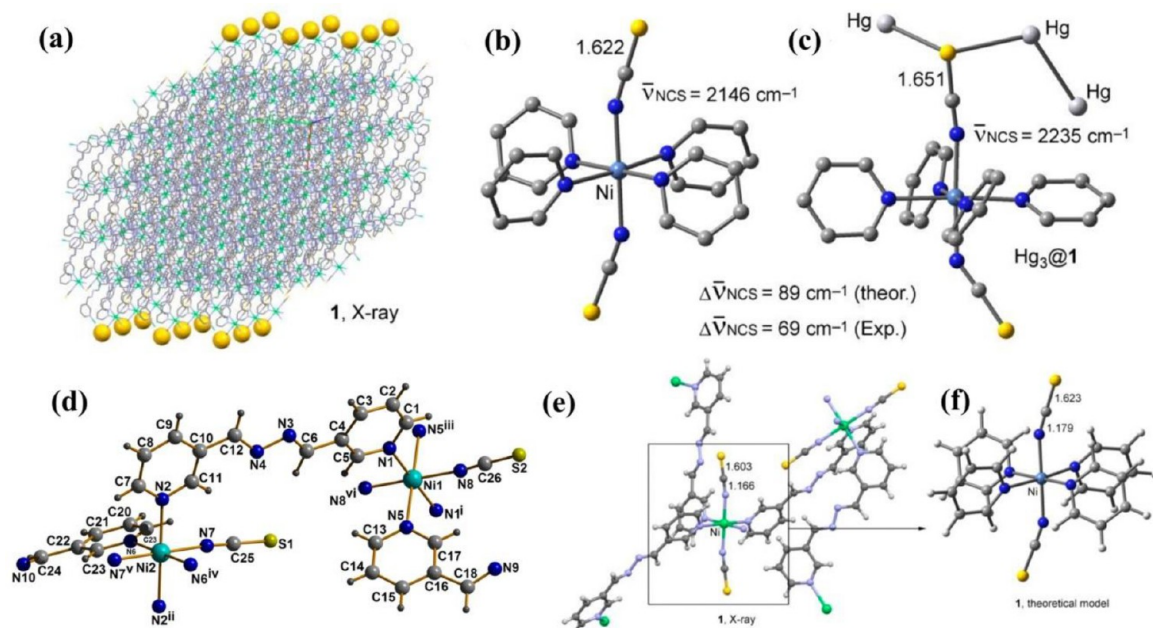 (a)
1, X-ray
(b)
1.622
ν̄NCS = 2146 cm⁻¹
Ni
(c)
Hg
Hg
1.651
Hg
ν̄NCS = 2235 cm⁻¹
Hg₃@1
Δν̄NCS = 89 cm⁻¹ (theor.)
Δν̄NCS = 69 cm⁻¹ (Exp.)
(d)
C9
C8
C10
C12
N3
N4
C6
C3
C2
C4
C1
C5
N1
N5ⁱⁱⁱ
C7
C11
N2
Ni1
N8
C26
S2
N8ᵛⁱ
N1ⁱ
N5
C20
C21
C23
N6
C22
N7
C25
S1
N10
C24
C23
N7ᵛ
Ni2
N6ⁱᵛ
N2ⁱⁱ
C13
C17
C14
C15
C16
C18
N9
(e)
1.603
1.166
Ni
1, X-ray
(f)
1.623
1.179
Ni
1, theoretical model